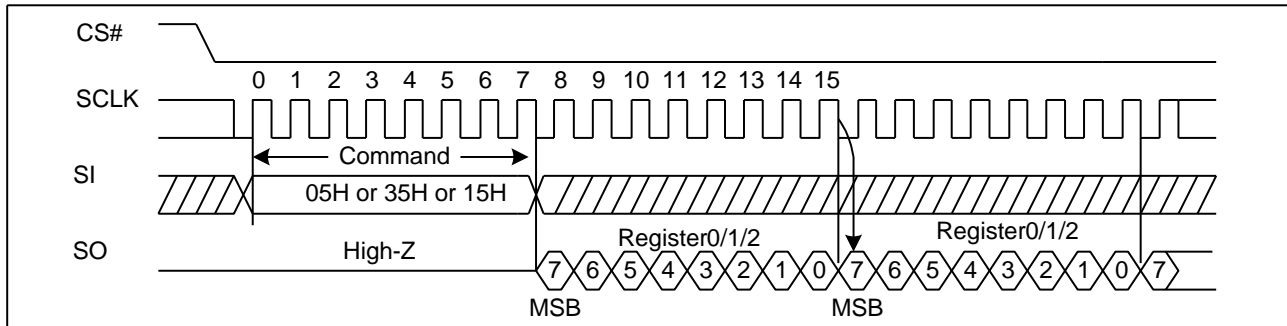 CS#
0 1 2 3 4 5 6 7 8 9 10 11 12 13 14 15
SCLK
Command
SI
05H or 35H or 15H
SO
High-Z
Register0/1/2
Register0/1/2
7 6 5 4 3 2 1 0 7 6 5 4 3 2 1 0 7
MSB
MSB